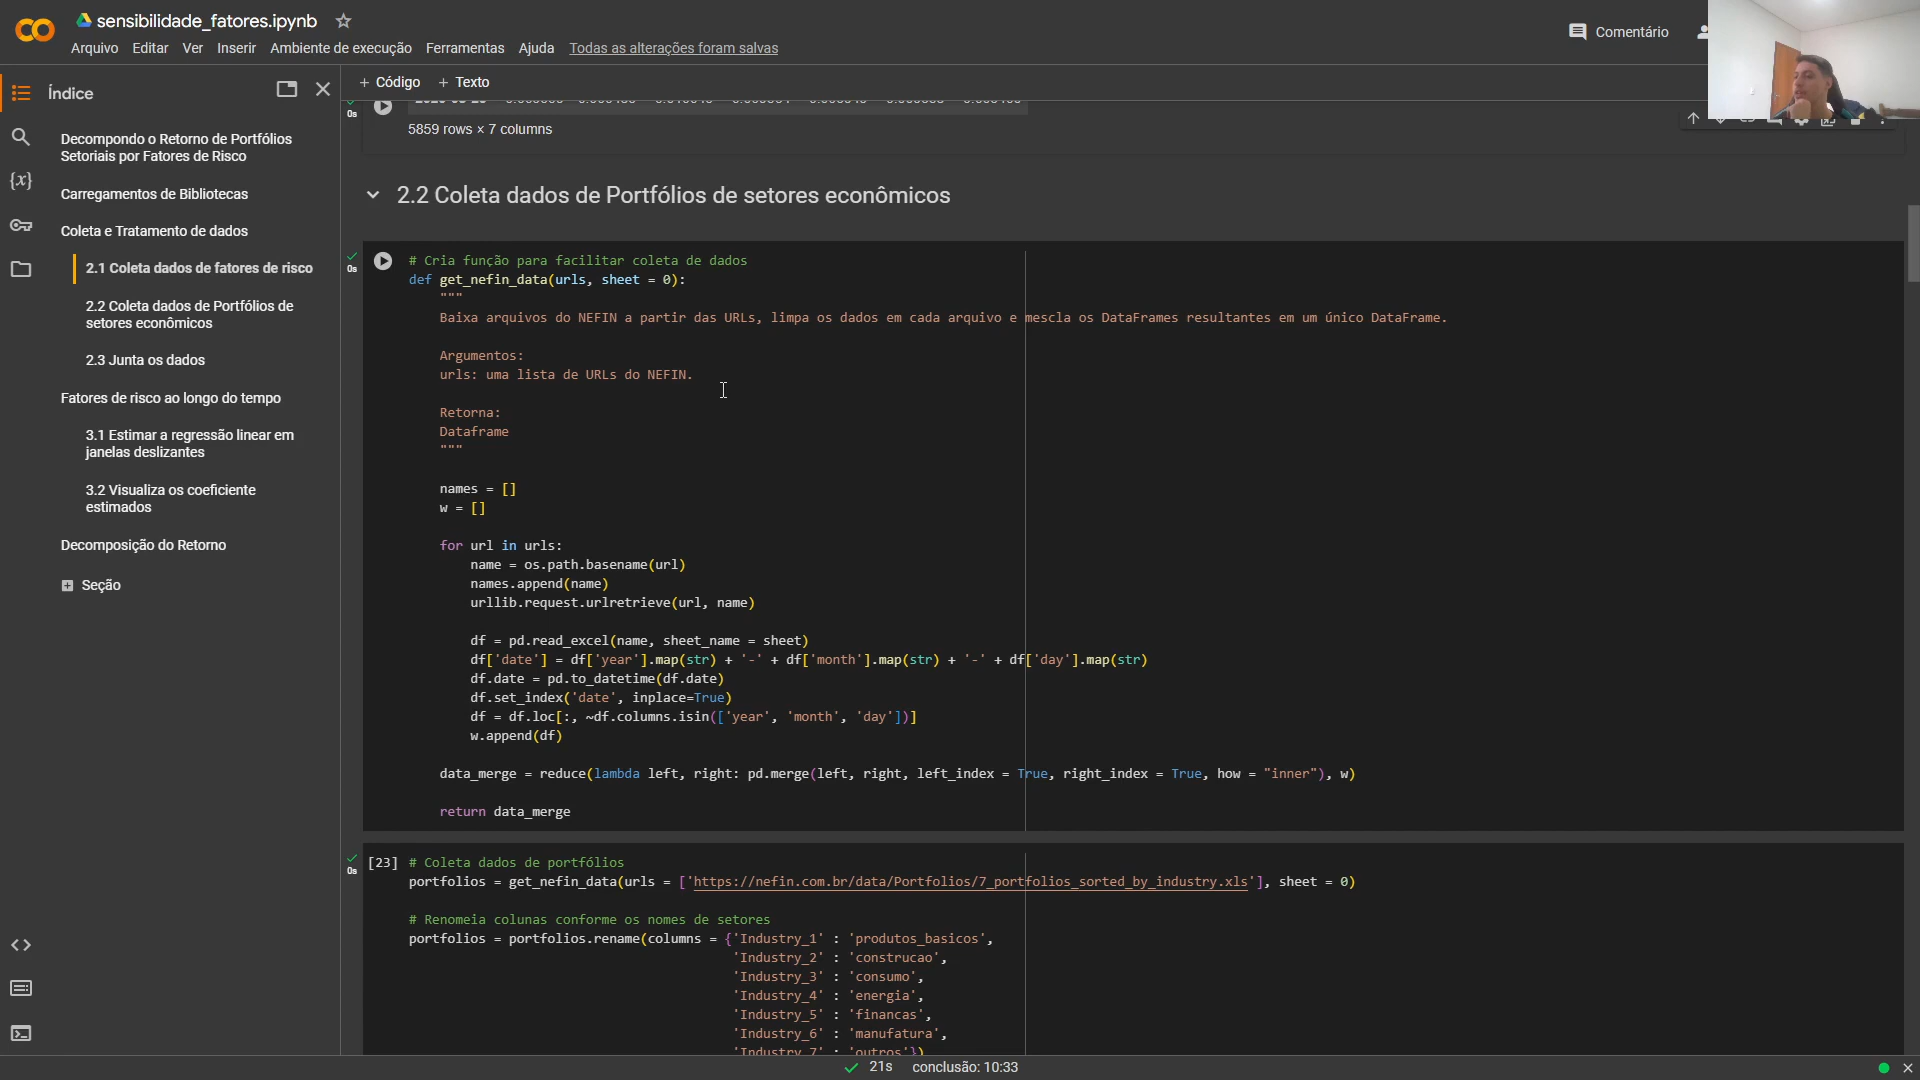 sensibilidade_fatores.ipynb
Arquivo Editar Ver Inserir Ambiente de execução Ferramentas Ajuda Todas as alterações foram salvas
Comentário
Índice
+ Código + Texto
Decompondo o Retorno de Portfólios
Setoriais por Fatores de Risco
Carregamentos de Bibliotecas
Coleta e Tratamento de dados
2.1 Coleta dados de fatores de risco
2.2 Coleta dados de Portfólios de
setores econômicos
2.3 Junta os dados
Fatores de risco ao longo do tempo
3.1 Estimar a regressão linear em
janelas deslizantes
3.2 Visualiza os coeficiente
estimados
Decomposição do Retorno
Seção
0s
5859 rows × 7 columns
2.2 Coleta dados de Portfólios de setores econômicos
0s
# Cria função para facilitar coleta de dados
def get_nefin_data(urls, sheet = 0):
    """
    Baixa arquivos do NEFIN a partir das URLs, limpa os dados em cada arquivo e mescla os DataFrames resultantes em um único DataFrame.
    Argumentos:
    urls: uma lista de URLs do NEFIN.
    Retorna:
    Dataframe
    """
    names = []
    w = []
    for url in urls:
        name = os.path.basename(url)
        names.append(name)
        urllib.request.urlretrieve(url, name)
        df = pd.read_excel(name, sheet_name = sheet)
        df['date'] = df['year'].map(str) + '-' + df['month'].map(str) + '-' + df['day'].map(str)
        df.date = pd.to_datetime(df.date)
        df.set_index('date', inplace=True)
        df = df.loc[:, ~df.columns.isin(['year', 'month', 'day'])]
        w.append(df)
    data_merge = reduce(lambda left, right: pd.merge(left, right, left_index = True, right_index = True, how = "inner"), w)
    return data_merge
0s
[23] # Coleta dados de portfólios
portfolios = get_nefin_data(urls = ['https://nefin.com.br/data/Portfolios/7_portfolios_sorted_by_industry.xls'], sheet = 0)
# Renomeia colunas conforme os nomes de setores
portfolios = portfolios.rename(columns = {'Industry_1' : 'produtos_basicos',
'Industry_2' : 'construcao',
'Industry_3' : 'consumo',
'Industry_4' : 'energia',
'Industry_5' : 'financas',
'Industry_6' : 'manufatura',
'Industry_7' : 'outros'})
21s conclusão: 10:33